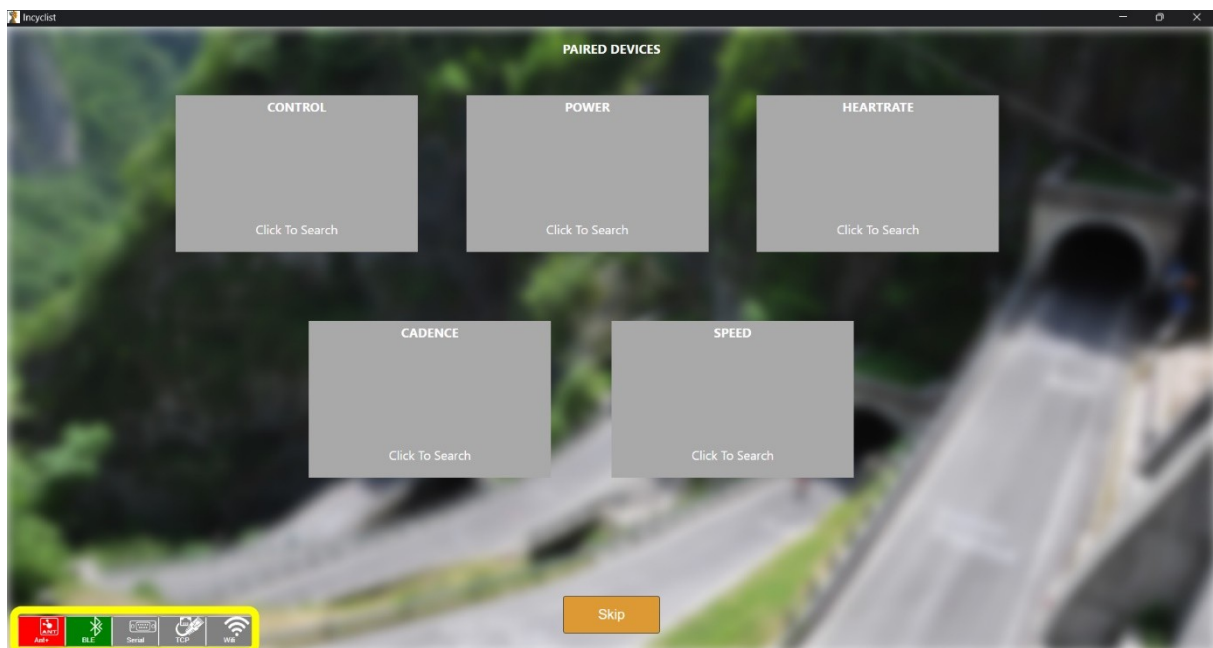 Incyclist
PAIRED DEVICES
CONTROL
POWER
HEARTRATE
Click To Search
Click To Search
Click To Search
CADENCE
SPEED
Click To Search
Click To Search
Skip
ANT
Ant+
BLE
Serial
TCP
Wifi